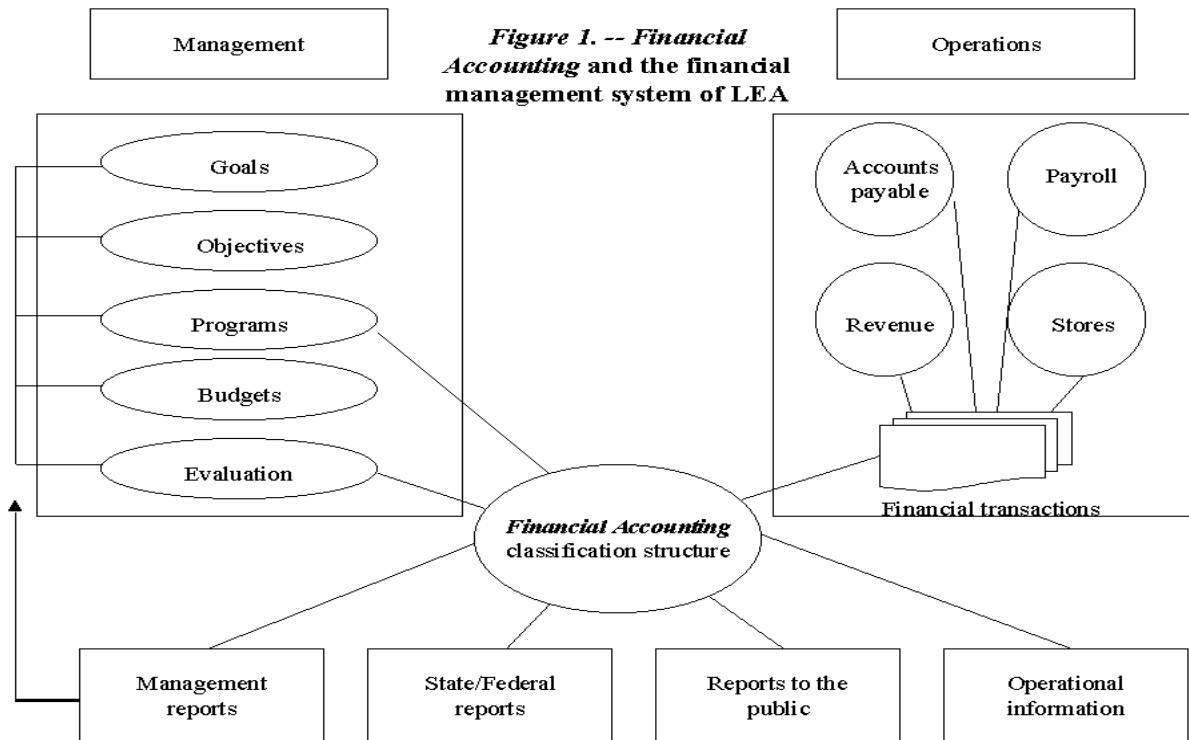 Management
Figure 1. -- Financial
Accounting and the financial
management system of LEA
Operations
Goals
Objectives
Programs
Budgets
Evaluation
Accounts
payable
Payroll
Revenue
Stores
Financial transactions
Financial Accounting
classification structure
Management
reports
State/Federal
reports
Reports to the
public
Operational
information